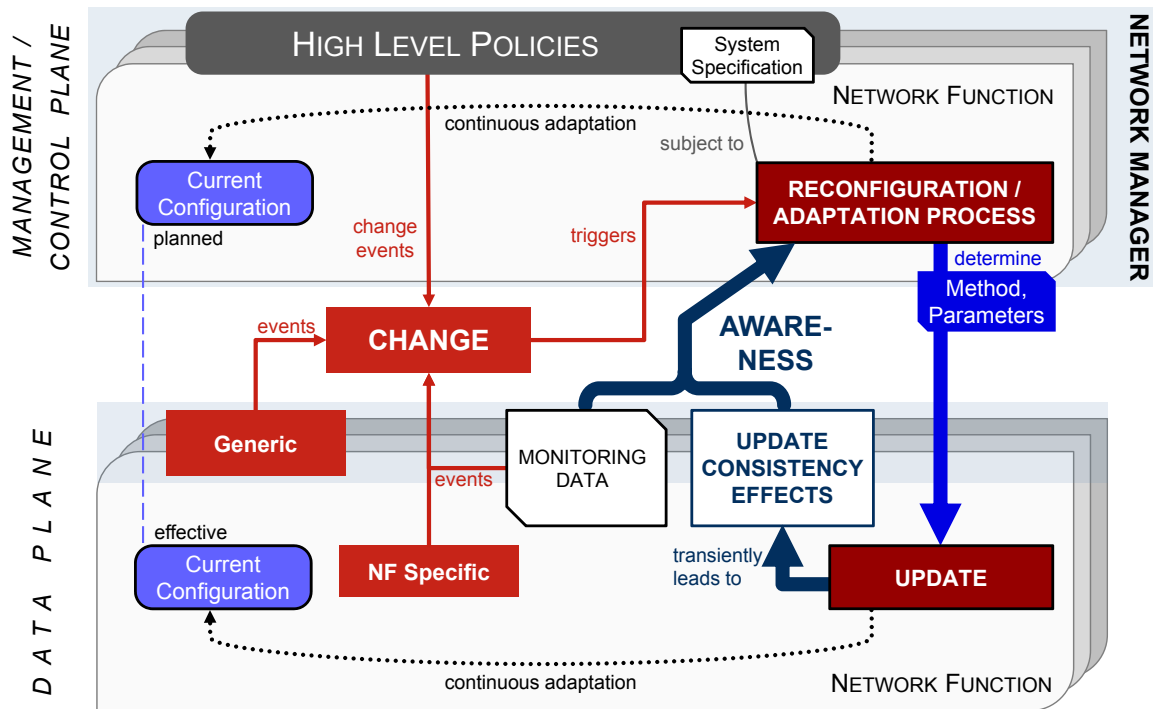 HIGH LEVEL POLICIES
System
Specification
NETWORK FUNCTION
MANAGEMENT /
CONTROL PLANE
NETWORK MANAGER
continuous adaptation
subject to
Current
Configuration
planned
RECONFIGURATION /
ADAPTATION PROCESS
change
events
triggers
determine
Method,
Parameters
events
CHANGE
AWARE-
NESS
Generic
MONITORING
DATA
UPDATE
CONSISTENCY
EFFECTS
events
DATA PLANE
effective
Current
Configuration
NF Specific
transiently
leads to
UPDATE
continuous adaptation
NETWORK FUNCTION